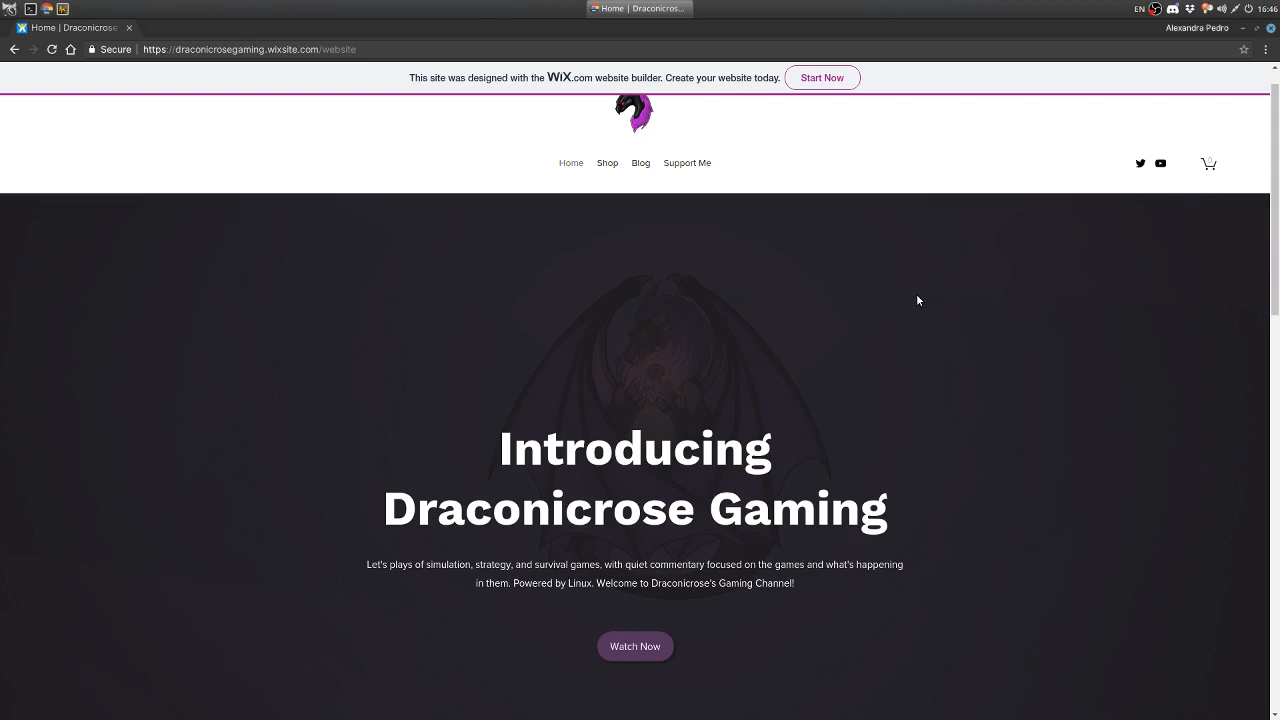 Home | Draconicros...
EN
16:46
Home | Draconicrose
Alexandra Pedro
Secure
https://draconicrosegaming.wixsite.com/website
This site was designed with the WiX.com website builder. Create your website today.
Start Now
Home Shop Blog Support Me
0
Introducing
Draconicrose Gaming
Let's plays of simulation, strategy, and survival games, with quiet commentary focused on the games and what's happening
in them. Powered by Linux. Welcome to Draconicrose's Gaming Channel!
Watch Now